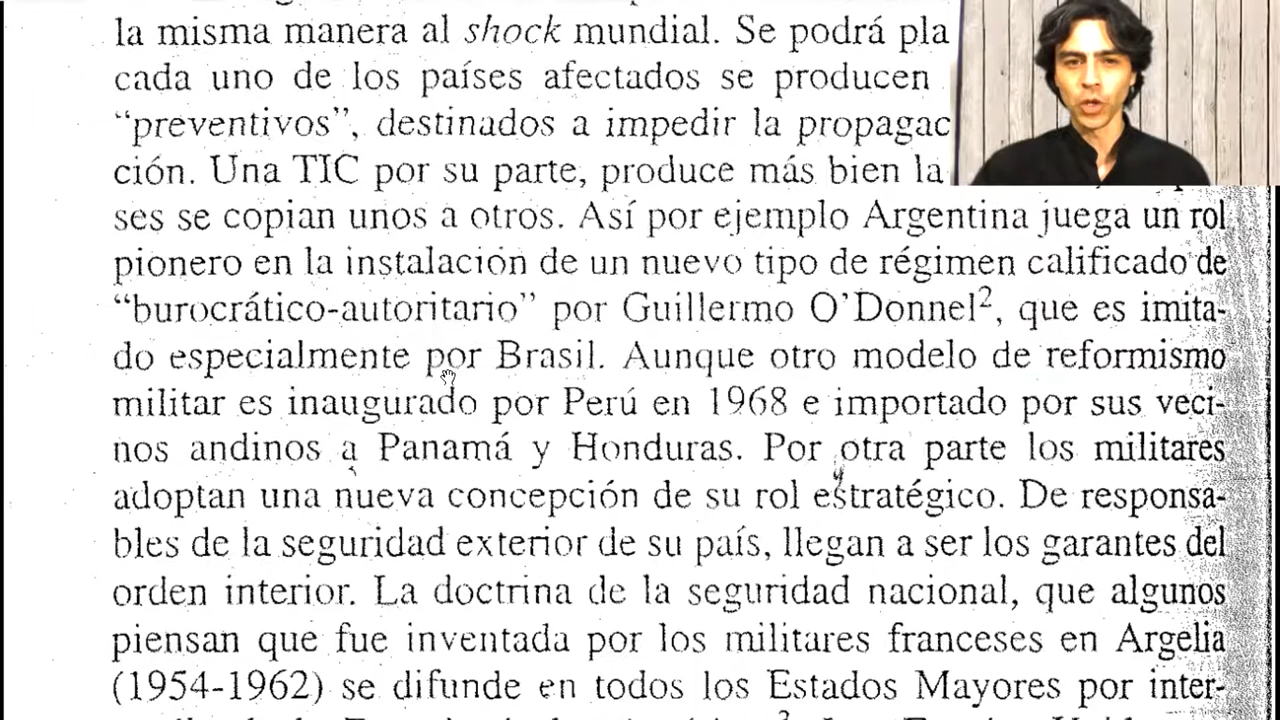 la misma manera al shock mundial. Se podrá pla
cada uno de los países afectados se producen
“preventivos”, destinados a impedir la propagac
ción. Una TIC por su parte, produce más bien la
ses se copian unos a otros. Así por ejemplo Argentina juega un rol
pionero en la instalación de un nuevo tipo de régimen calificado de
“burocrático-autoritario” por Guillermo O’Donnel², que es imita-
do especialmente por Brasil. Aunque otro modelo de reformismo
militar es inaugurado por Perú en 1968 e importado por sus veci-
nos andinos a Panamá y Honduras. Por otra parte los militares
adoptan una nueva concepción de su rol estratégico. De responsa-
bles de la seguridad exterior de su país, llegan a ser los garantes del
orden interior. La doctrina de la seguridad nacional, que algunos
piensan que fue inventada por los militares franceses en Argelia
(1954-1962) se difunde en todos los Estados Mayores por inter-